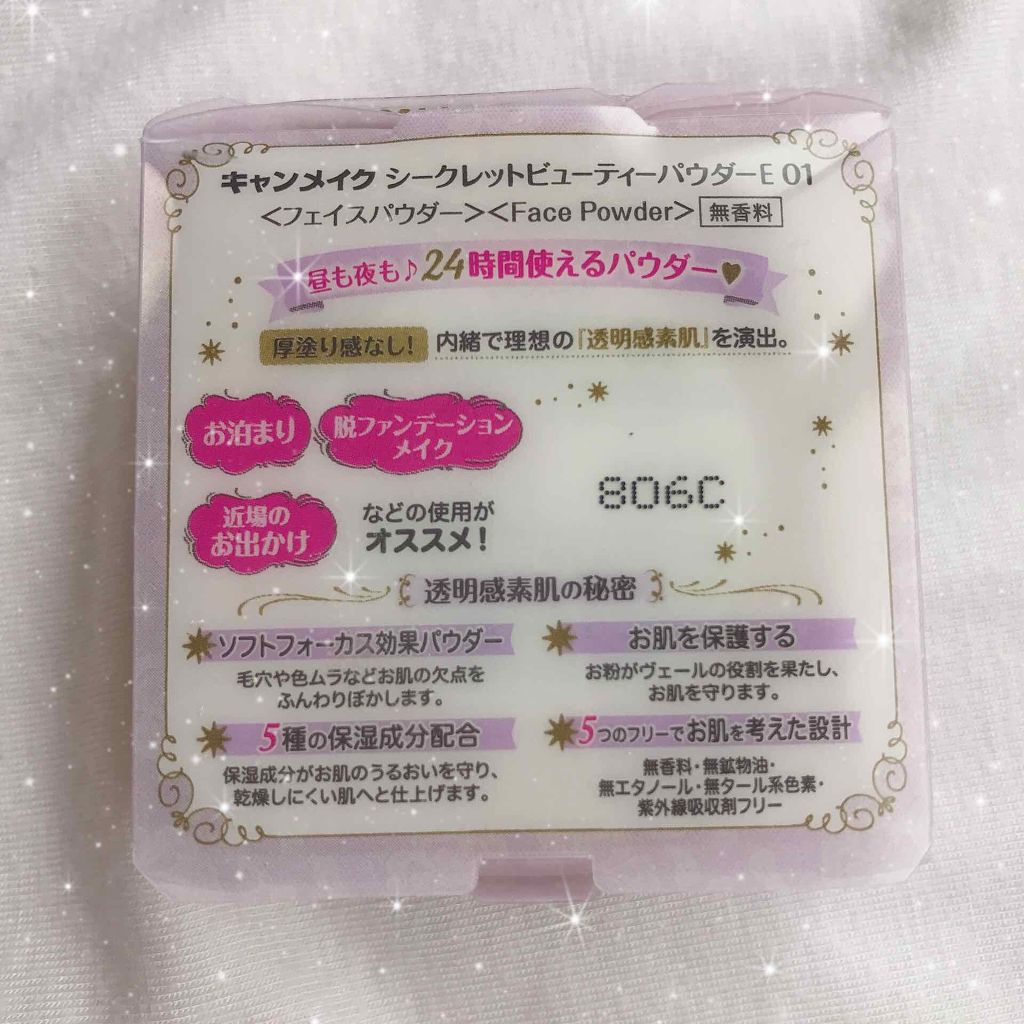 キャンメイク シークレットビューティーパウダーE 01
<フェイスパウダー><Face Powder> 無香料
昼も夜も♪24時間使えるパウダー♥
厚塗り感なし! 内緒で理想の『透明感素肌』を演出。
お泊まり
脱ファンデーション
メイク
近場の
お出かけ
などの使用が
オススメ!
806C
透明感素肌の秘密
ソフトフォーカス効果パウダー
毛穴や色ムラなどお肌の欠点を
ふんわりぼかします。
お肌を保護する
お粉がヴェールの役割を果たし、
お肌を守ります。
5種の保湿成分配合
保湿成分がお肌のうるおいを守り、
乾燥しにくい肌へと仕上げます。
5つのフリーでお肌を考えた設計
無香料・無鉱物油・
無エタノール・無タール系色素・
紫外線吸収剤フリー